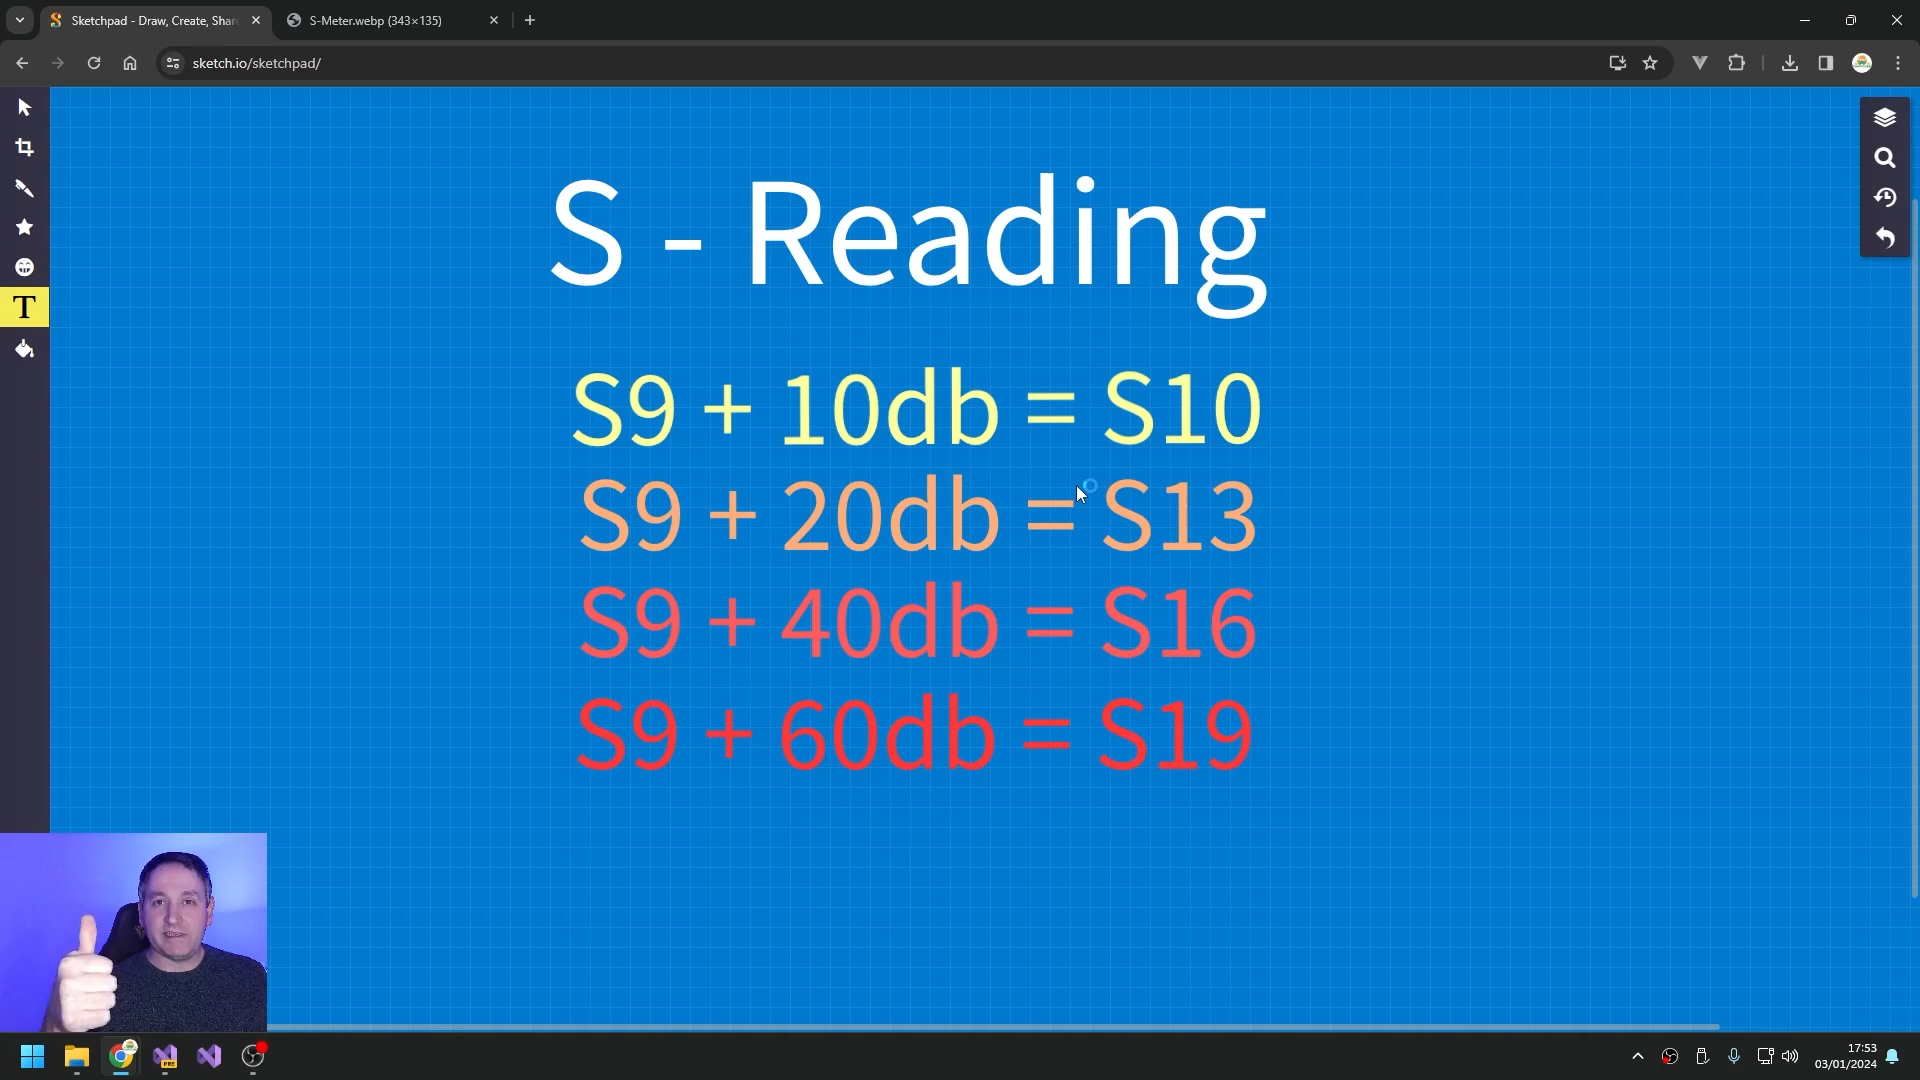 Sketchpad - Draw, Create, Shar
S-Meter.webp (343×135)
sketch.io/sketchpad/
S - Reading
S9 + 10db = S10
S9 + 20db = S13
S9 + 40db = S16
S9 + 60db = S19
T
PRE
17:53
03/01/2024